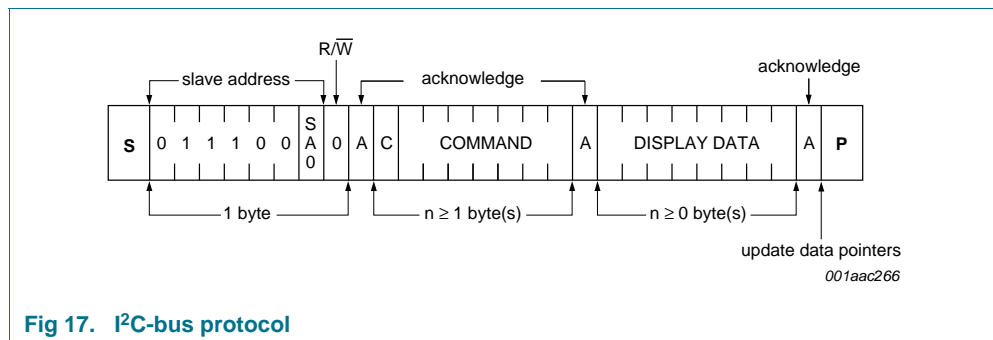 R/W̅
slave address
acknowledge
acknowledge
S 0 1 1 1 0 0 SA0 0 A C COMMAND A DISPLAY DATA A P
1 byte
n ≥ 1 byte(s)
n ≥ 0 byte(s)
update data pointers
001aac266
Fig 17. I²C-bus protocol